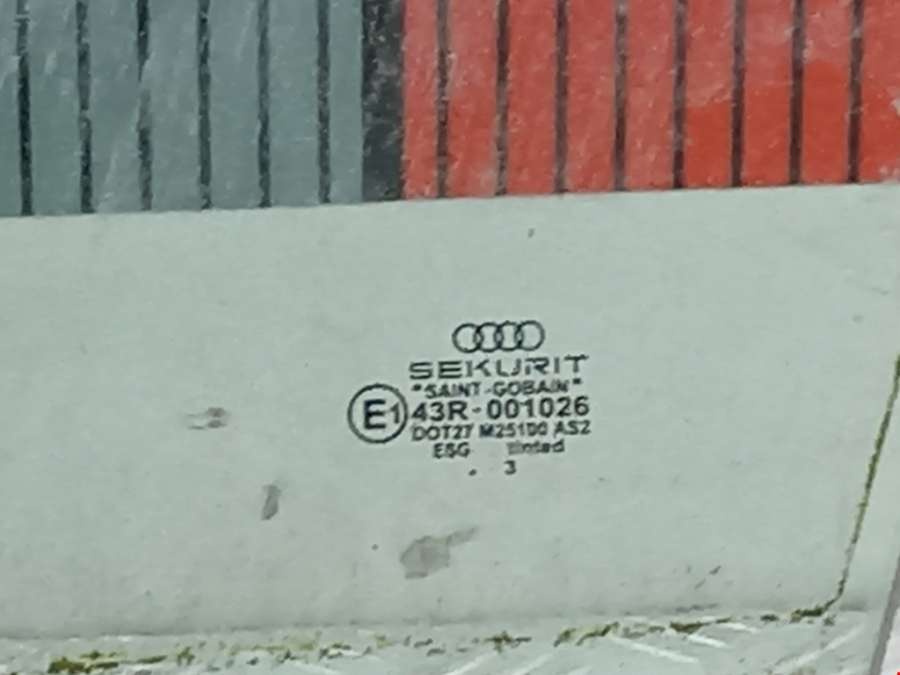 SEKURIT
"SAINT-GOBAIN"
E1 43R-001026
DOT27 M25100 AS2
ESG tinted
. 3